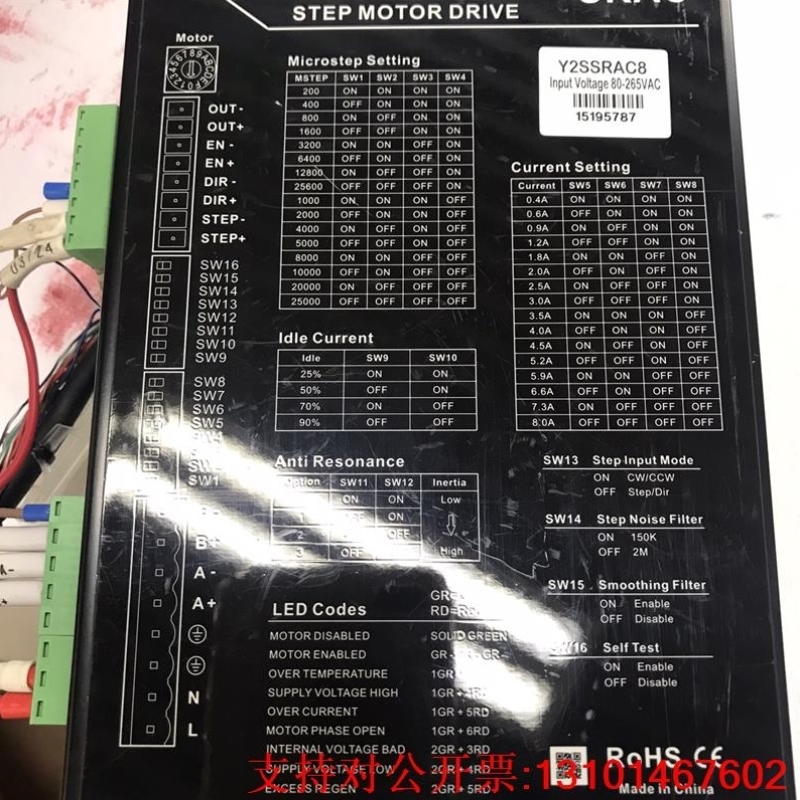 STEP MOTOR DRIVE
Motor
OUT -
OUT+
EN -
EN +
DIR -
DIR +
STEP -
STEP+
SW16
SW15
SW14
SW13
SW12
SW11
SW10
SW9
SW8
SW7
SW6
SW5
SW1
B+
A -
A+
N
L
03/24
Microstep Setting
MSTEP SW1 SW2 SW3 SW4
200 ON ON ON ON
400 OFF ON ON ON
800 ON OFF ON ON
1600 OFF OFF ON ON
3200 ON ON OFF ON
6400 OFF ON OFF ON
12800 ON OFF OFF ON
25600 OFF OFF OFF ON
1000 ON ON ON OFF
2000 OFF ON ON OFF
4000 ON OFF ON OFF
5000 OFF OFF ON OFF
8000 ON ON OFF OFF
10000 OFF ON OFF OFF
20000 ON OFF OFF OFF
25000 OFF OFF OFF OFF
Idle Current
Idle SW9 SW10
25% ON ON
50% OFF ON
70% ON OFF
90% OFF OFF
Anti Resonance
Option SW11 SW12 Inertia
ON ON Low
1 OFF ON
2 OFF
3 OFF High
LED Codes
MOTOR DISABLED SOLID GREEN
MOTOR ENABLED
OVER TEMPERATURE
SUPPLY VOLTAGE HIGH
OVER CURRENT 1GR + 5RD
MOTOR PHASE OPEN 1GR + 6RD
INTERNAL VOLTAGE BAD 2GR + 3RD
SUPPLY VOLTAGE LOW 2GR + 4RD
EXCESS REGEN 2GR + 5RD
Y2SSRAC8
Input Voltage 80-265VAC
15195787
Current Setting
Current SW5 SW6 SW7 SW8
0.4A ON ON ON ON
0.6A OFF ON ON ON
0.9A ON OFF ON ON
1.2A OFF OFF ON ON
1.8A ON ON OFF ON
2.0A OFF ON OFF ON
2.5A ON OFF OFF ON
3.0A OFF OFF OFF ON
3.5A ON ON ON OFF
4.0A OFF ON ON OFF
4.5A ON OFF ON OFF
5.2A OFF OFF ON OFF
5.9A ON ON OFF OFF
6.6A OFF ON OFF OFF
7.3A ON OFF OFF OFF
8.0A OFF OFF OFF OFF
SW13 Step Input Mode
ON CW/CCW
OFF Step/Dir
SW14 Step Noise Filter
ON 150K
OFF 2M
SW15 Smoothing Filter
ON Enable
OFF Disable
SW16 Self Test
ON Enable
OFF Disable
RoHS CE
Made in China
支持对公开票:13101467602